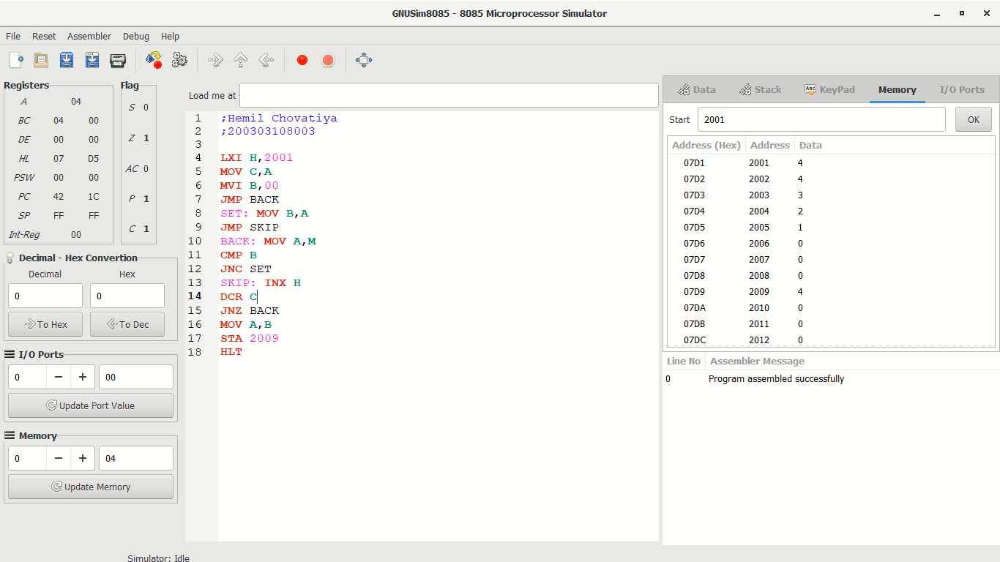 GNUSim8085 - 8085 Microprocessor Simulator
File Reset Assembler Debug Help
Registers
A 04
BC 04 00
DE 00 00
HL 07 D5
PSW 00 00
PC 42 1C
SP FF FF
Int-Reg 00
Flag
S 0
Z 1
AC 0
P 1
C 1
Decimal - Hex Convertion
Decimal Hex
0 0
To Hex To Dec
I/O Ports
0 − + 00
Update Port Value
Memory
0 − + 04
Update Memory
Load me at
1 ;Hemil Chovatiya
2 ;200303108003
3
4 LXI H,2001
5 MOV C,A
6 MVI B,00
7 JMP BACK
8 SET: MOV B,A
9 JMP SKIP
10 BACK: MOV A,M
11 CMP B
12 JNC SET
13 SKIP: INX H
14 DCR C
15 JNZ BACK
16 MOV A,B
17 STA 2009
18 HLT
Data Stack Abc KeyPad Memory I/O Ports
Start 2001 OK
Address (Hex) Address Data
07D1 2001 4
07D2 2002 4
07D3 2003 3
07D4 2004 2
07D5 2005 1
07D6 2006 0
07D7 2007 0
07D8 2008 0
07D9 2009 4
07DA 2010 0
07DB 2011 0
07DC 2012 0
Line No Assembler Message
0 Program assembled successfully
Simulator: Idle